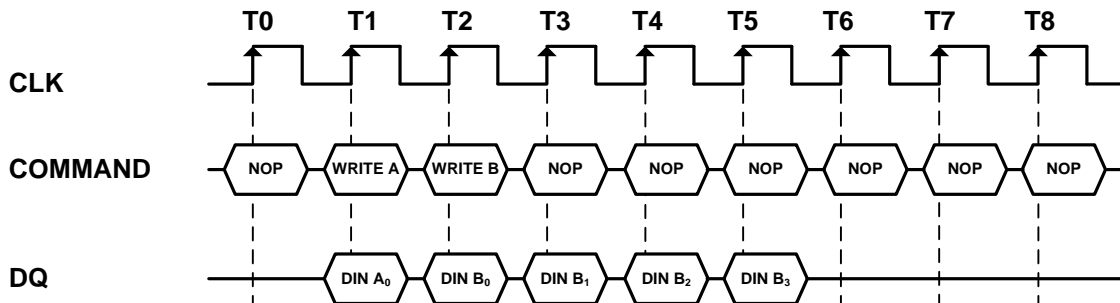 T0 T1 T2 T3 T4 T5 T6 T7 T8
CLK
COMMAND NOP WRITE A WRITE B NOP NOP NOP NOP NOP NOP
DQ DIN A₀ DIN B₀ DIN B₁ DIN B₂ DIN B₃